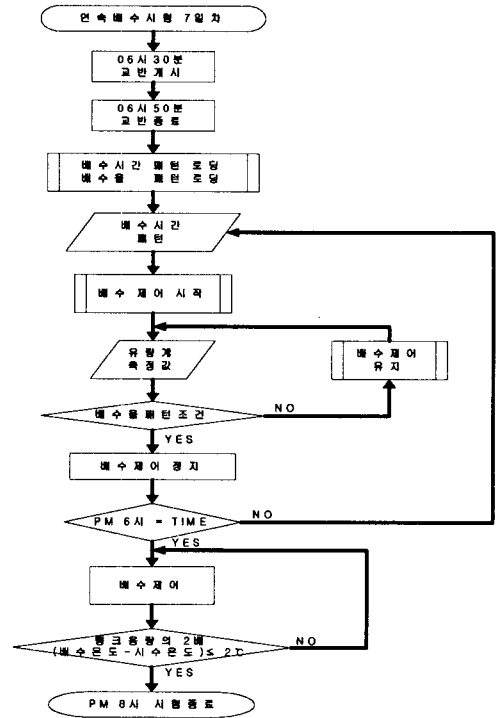 연속배수시험 7일차
06시30분
교반개시
06시50분
교반종료
배수시간 패턴로딩
배수율 패턴로딩
배수시간
패턴
배수 제어 시작
유량계
측정값
배수제어
유지
배수율패턴조건
NO
YES
배수제어 정지
PM 6시 = TIME
NO
YES
배수제어
탱크용량의 2배
(배수온도-시수온도)≤ 2℃
NO
YES
PM 8시 시험종료